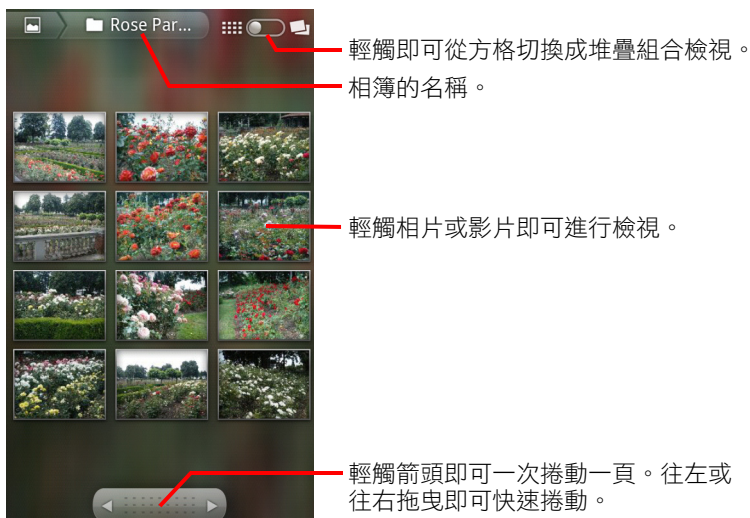 Rose Par...
輕觸即可從方格切換成堆疊組合檢視。
相簿的名稱。
輕觸相片或影片即可進行檢視。
輕觸箭頭即可一次捲動一頁。往左或
往右拖曳即可快速捲動。